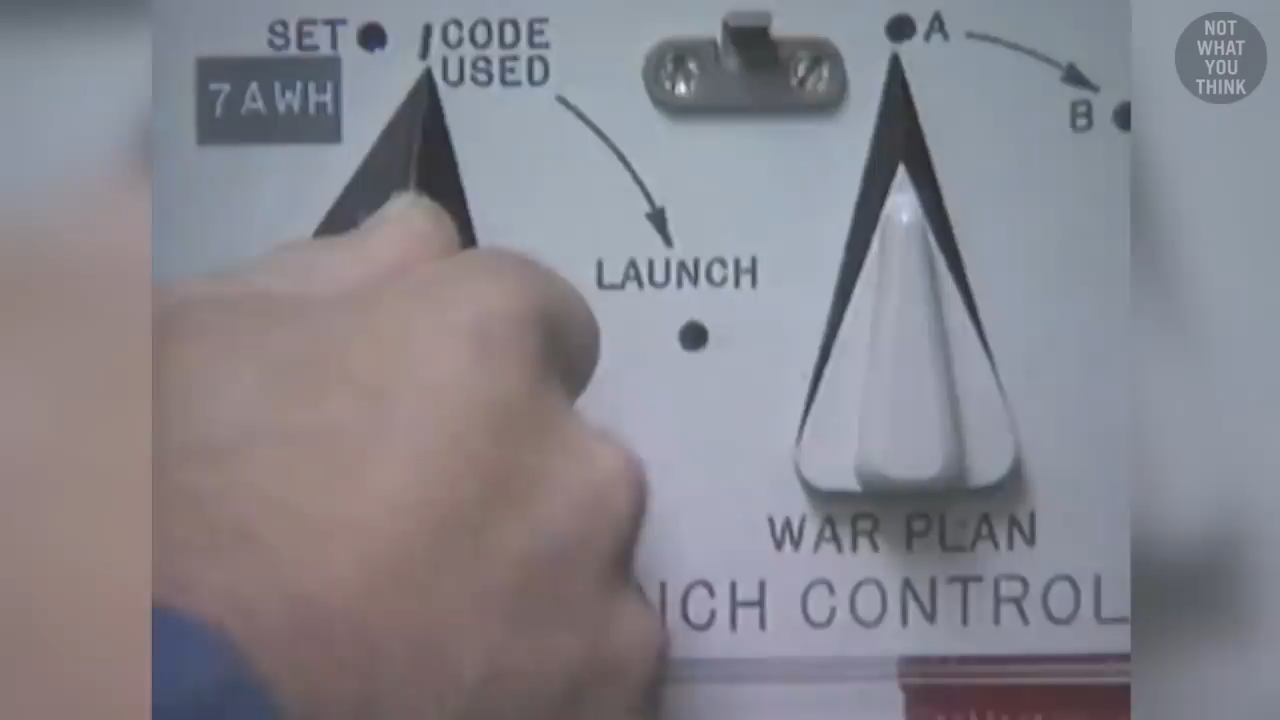 SET
CODE
USED
7AWH
A
B
LAUNCH
WAR PLAN
ICH CONTROL
NOT
WHAT
YOU
THINK